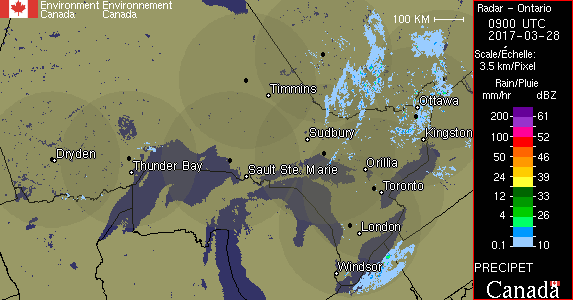 Environment Environnement
Canada Canada
100 KM
Timmins
Ottawa
Sudbury
Kingston
Dryden
Thunder Bay
Sault Ste. Marie
Orillia
Toronto
London
Windsor
Radar - Ontario
0900 UTC
2017-03-28
Scale/Échelle:
3.5 km/Pixel
Rain/Pluie
mm/hr dBZ
200 61
100 52
50 46
24 39
12 33
4 26
0.1 10
PRECIPET
Canada